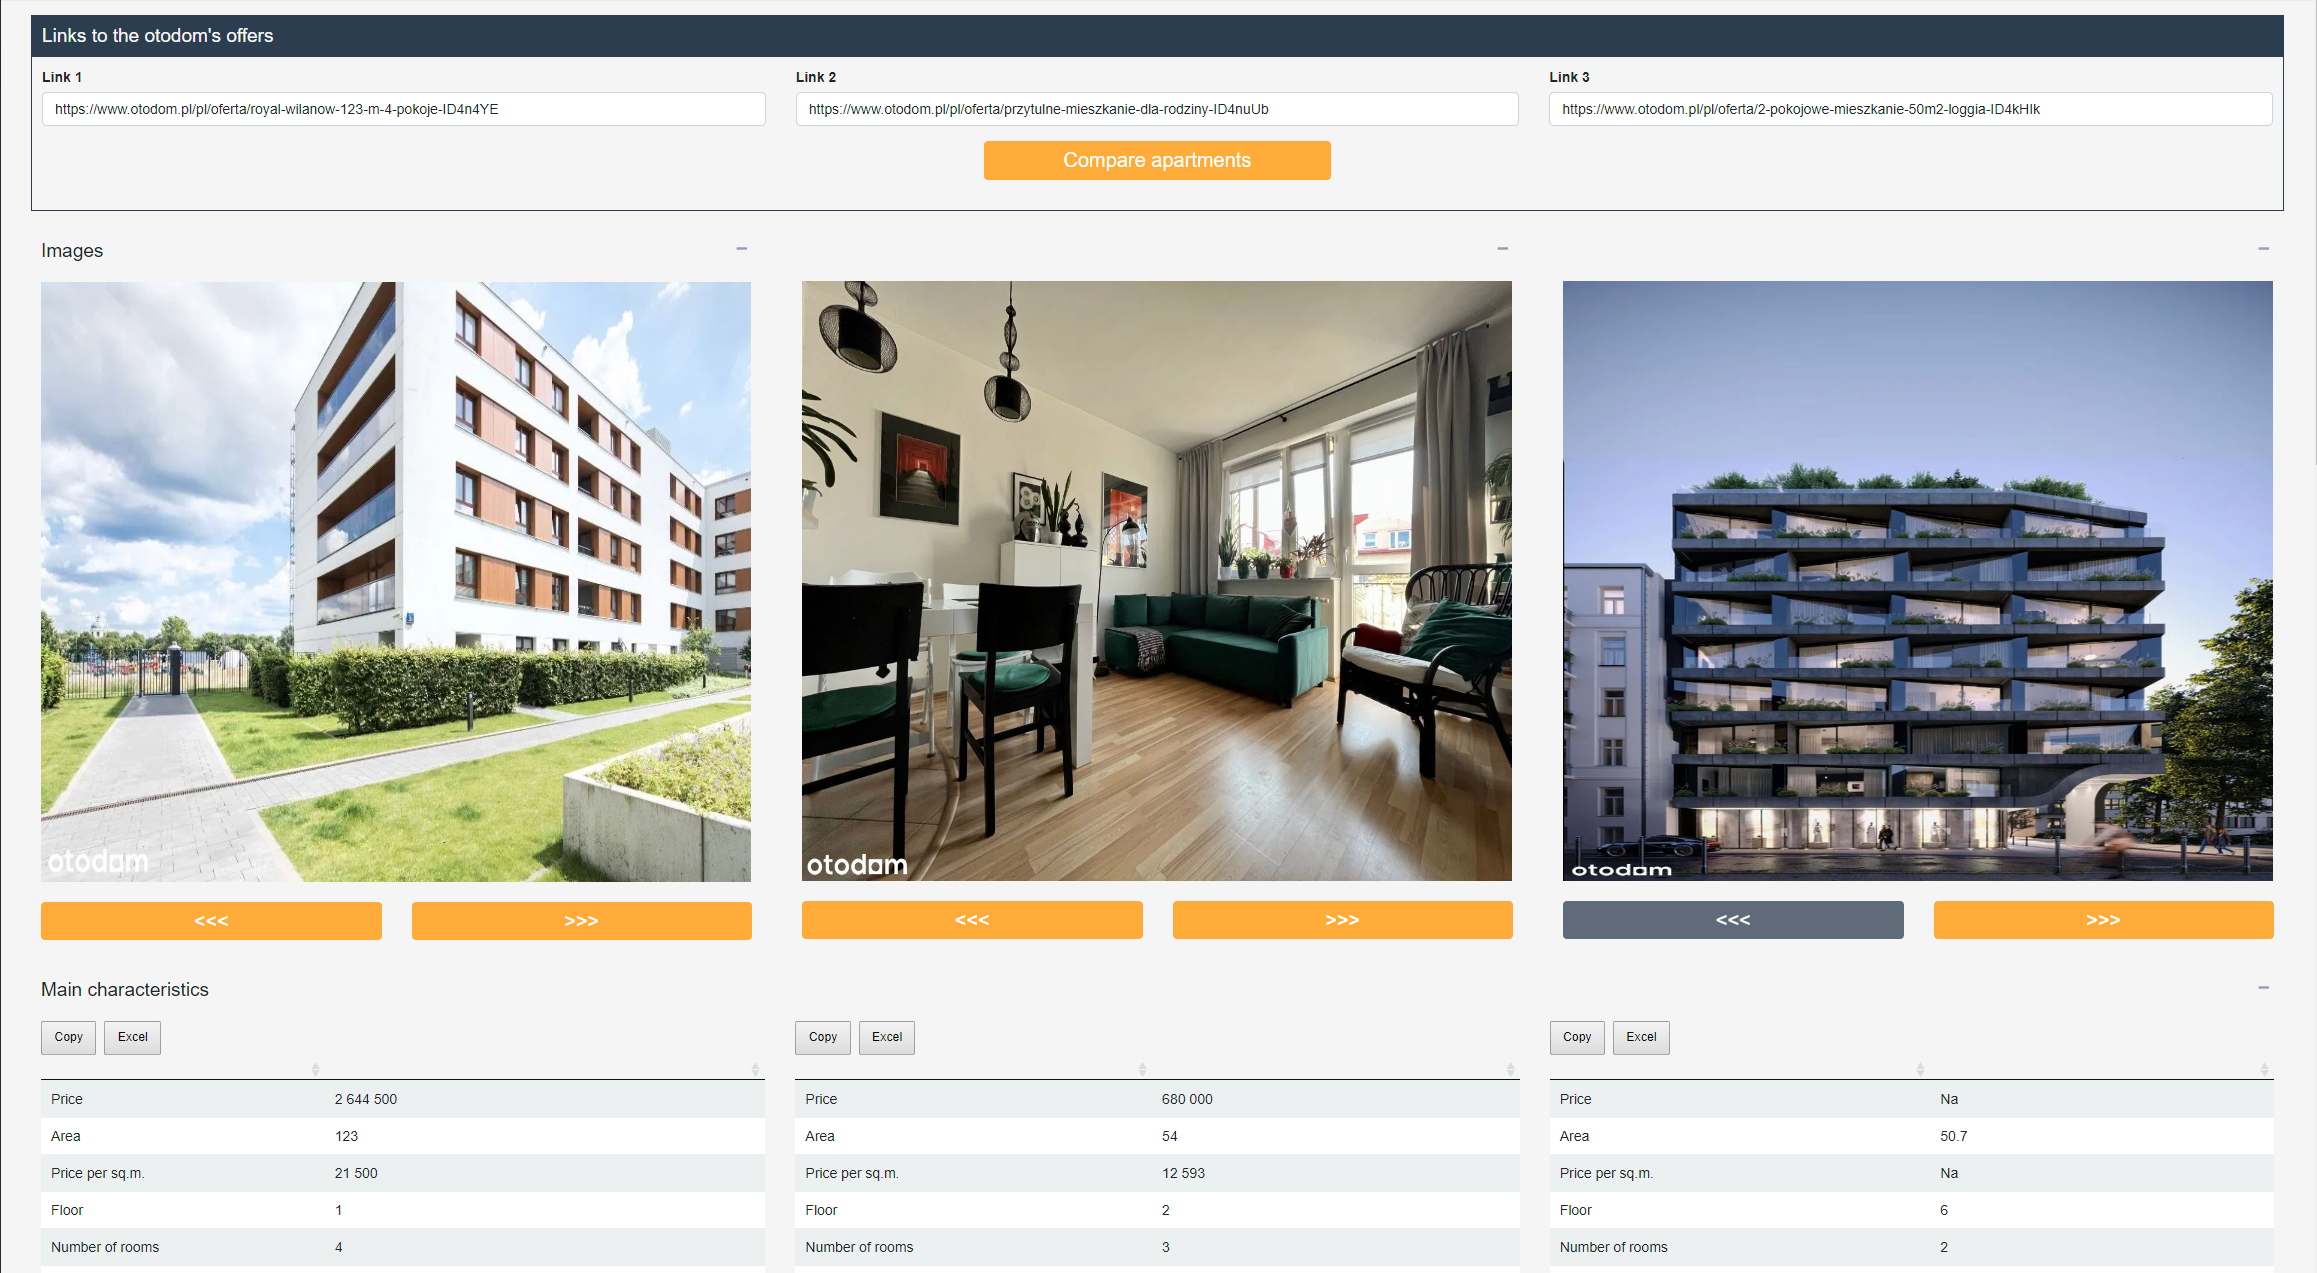 Links to the otodom's offers
Link 1
Link 2
Link 3
https://www.otodom.pl/pl/oferta/royal-wilanow-123-m-4-pokoje-ID4n4YE
https://www.otodom.pl/pl/oferta/przytulne-mieszkanie-dla-rodziny-ID4nuUb
https://www.otodom.pl/pl/oferta/2-pokojowe-mieszkanie-50m2-loggia-ID4kHIk
Compare apartments
Images
otodom
otodom
otodom
<<<
>>>
<<<
>>>
<<<
>>>
Main characteristics
Copy Excel
Price 2 644 500
Area 123
Price per sq.m. 21 500
Floor 1
Number of rooms 4
Copy Excel
Price 680 000
Area 54
Price per sq.m. 12 593
Floor 2
Number of rooms 3
Copy Excel
Price Na
Area 50.7
Price per sq.m. Na
Floor 6
Number of rooms 2